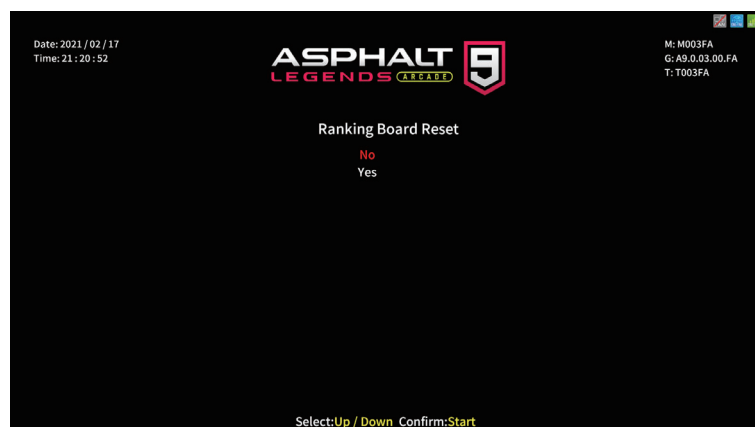 Date: 2021 / 02 / 17
Time: 21 : 20 : 52
ASPHALT 9
LEGENDS ARCADE
M: M003FA
G: A9.0.03.00.FA
T: T003FA
Ranking Board Reset
No
Yes
Select:Up / Down Confirm:Start